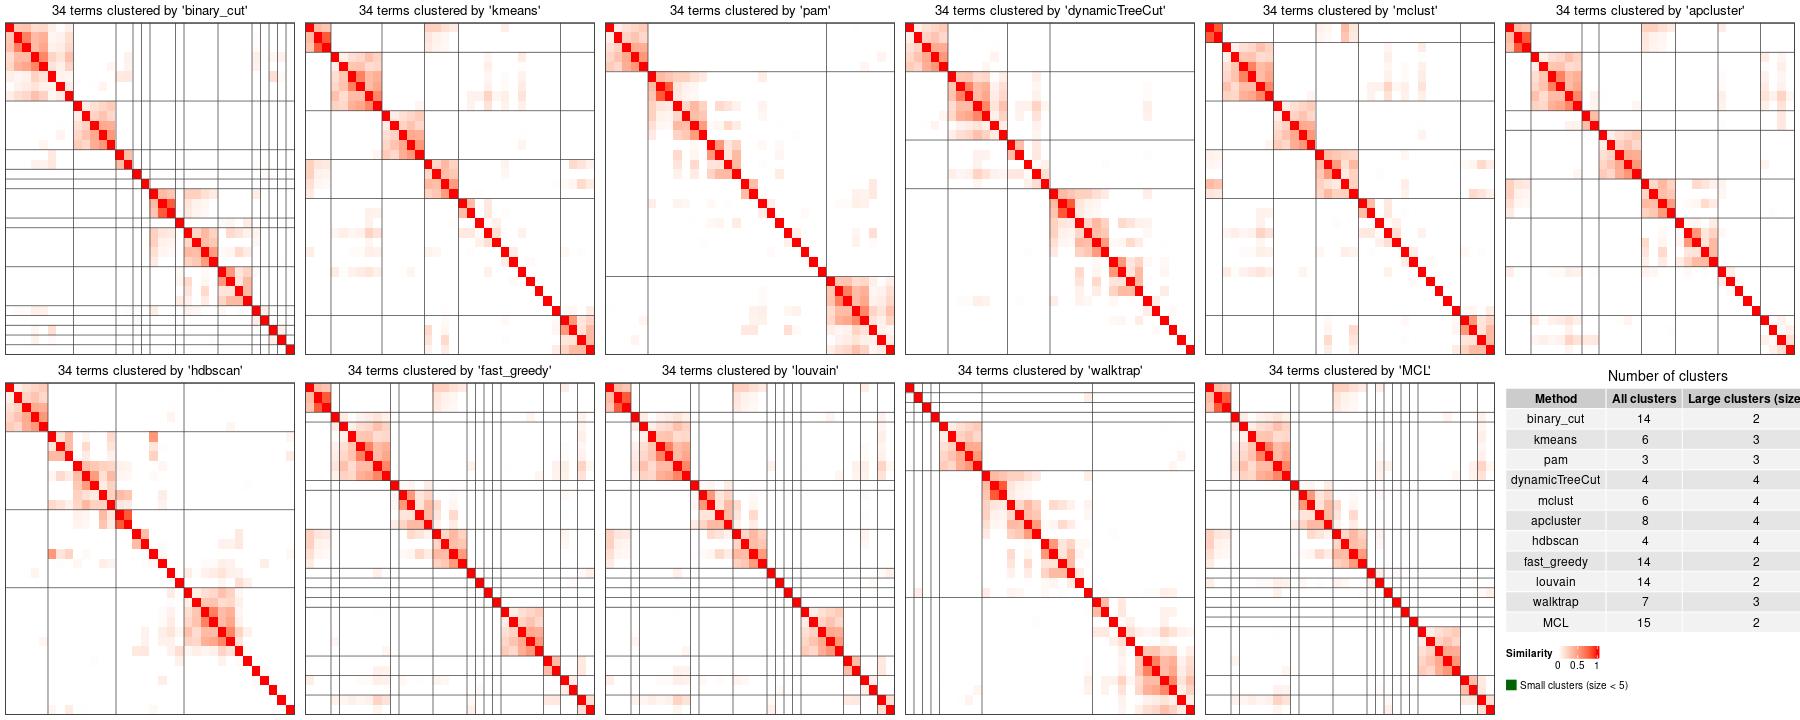 34 terms clustered by 'binary_cut'
34 terms clustered by 'kmeans'
34 terms clustered by 'pam'
34 terms clustered by 'dynamicTreeCut'
34 terms clustered by 'mclust'
34 terms clustered by 'apcluster'
34 terms clustered by 'hdbscan'
34 terms clustered by 'fast_greedy'
34 terms clustered by 'louvain'
34 terms clustered by 'walktrap'
34 terms clustered by 'MCL'
Number of clusters
Method All clusters Large clusters (size
binary_cut 14 2
kmeans 6 3
pam 3 3
dynamicTreeCut 4 4
mclust 6 4
apcluster 8 4
hdbscan 4 4
fast_greedy 14 2
louvain 14 2
walktrap 7 3
MCL 15 2
Similarity
0 0.5 1
Small clusters (size < 5)